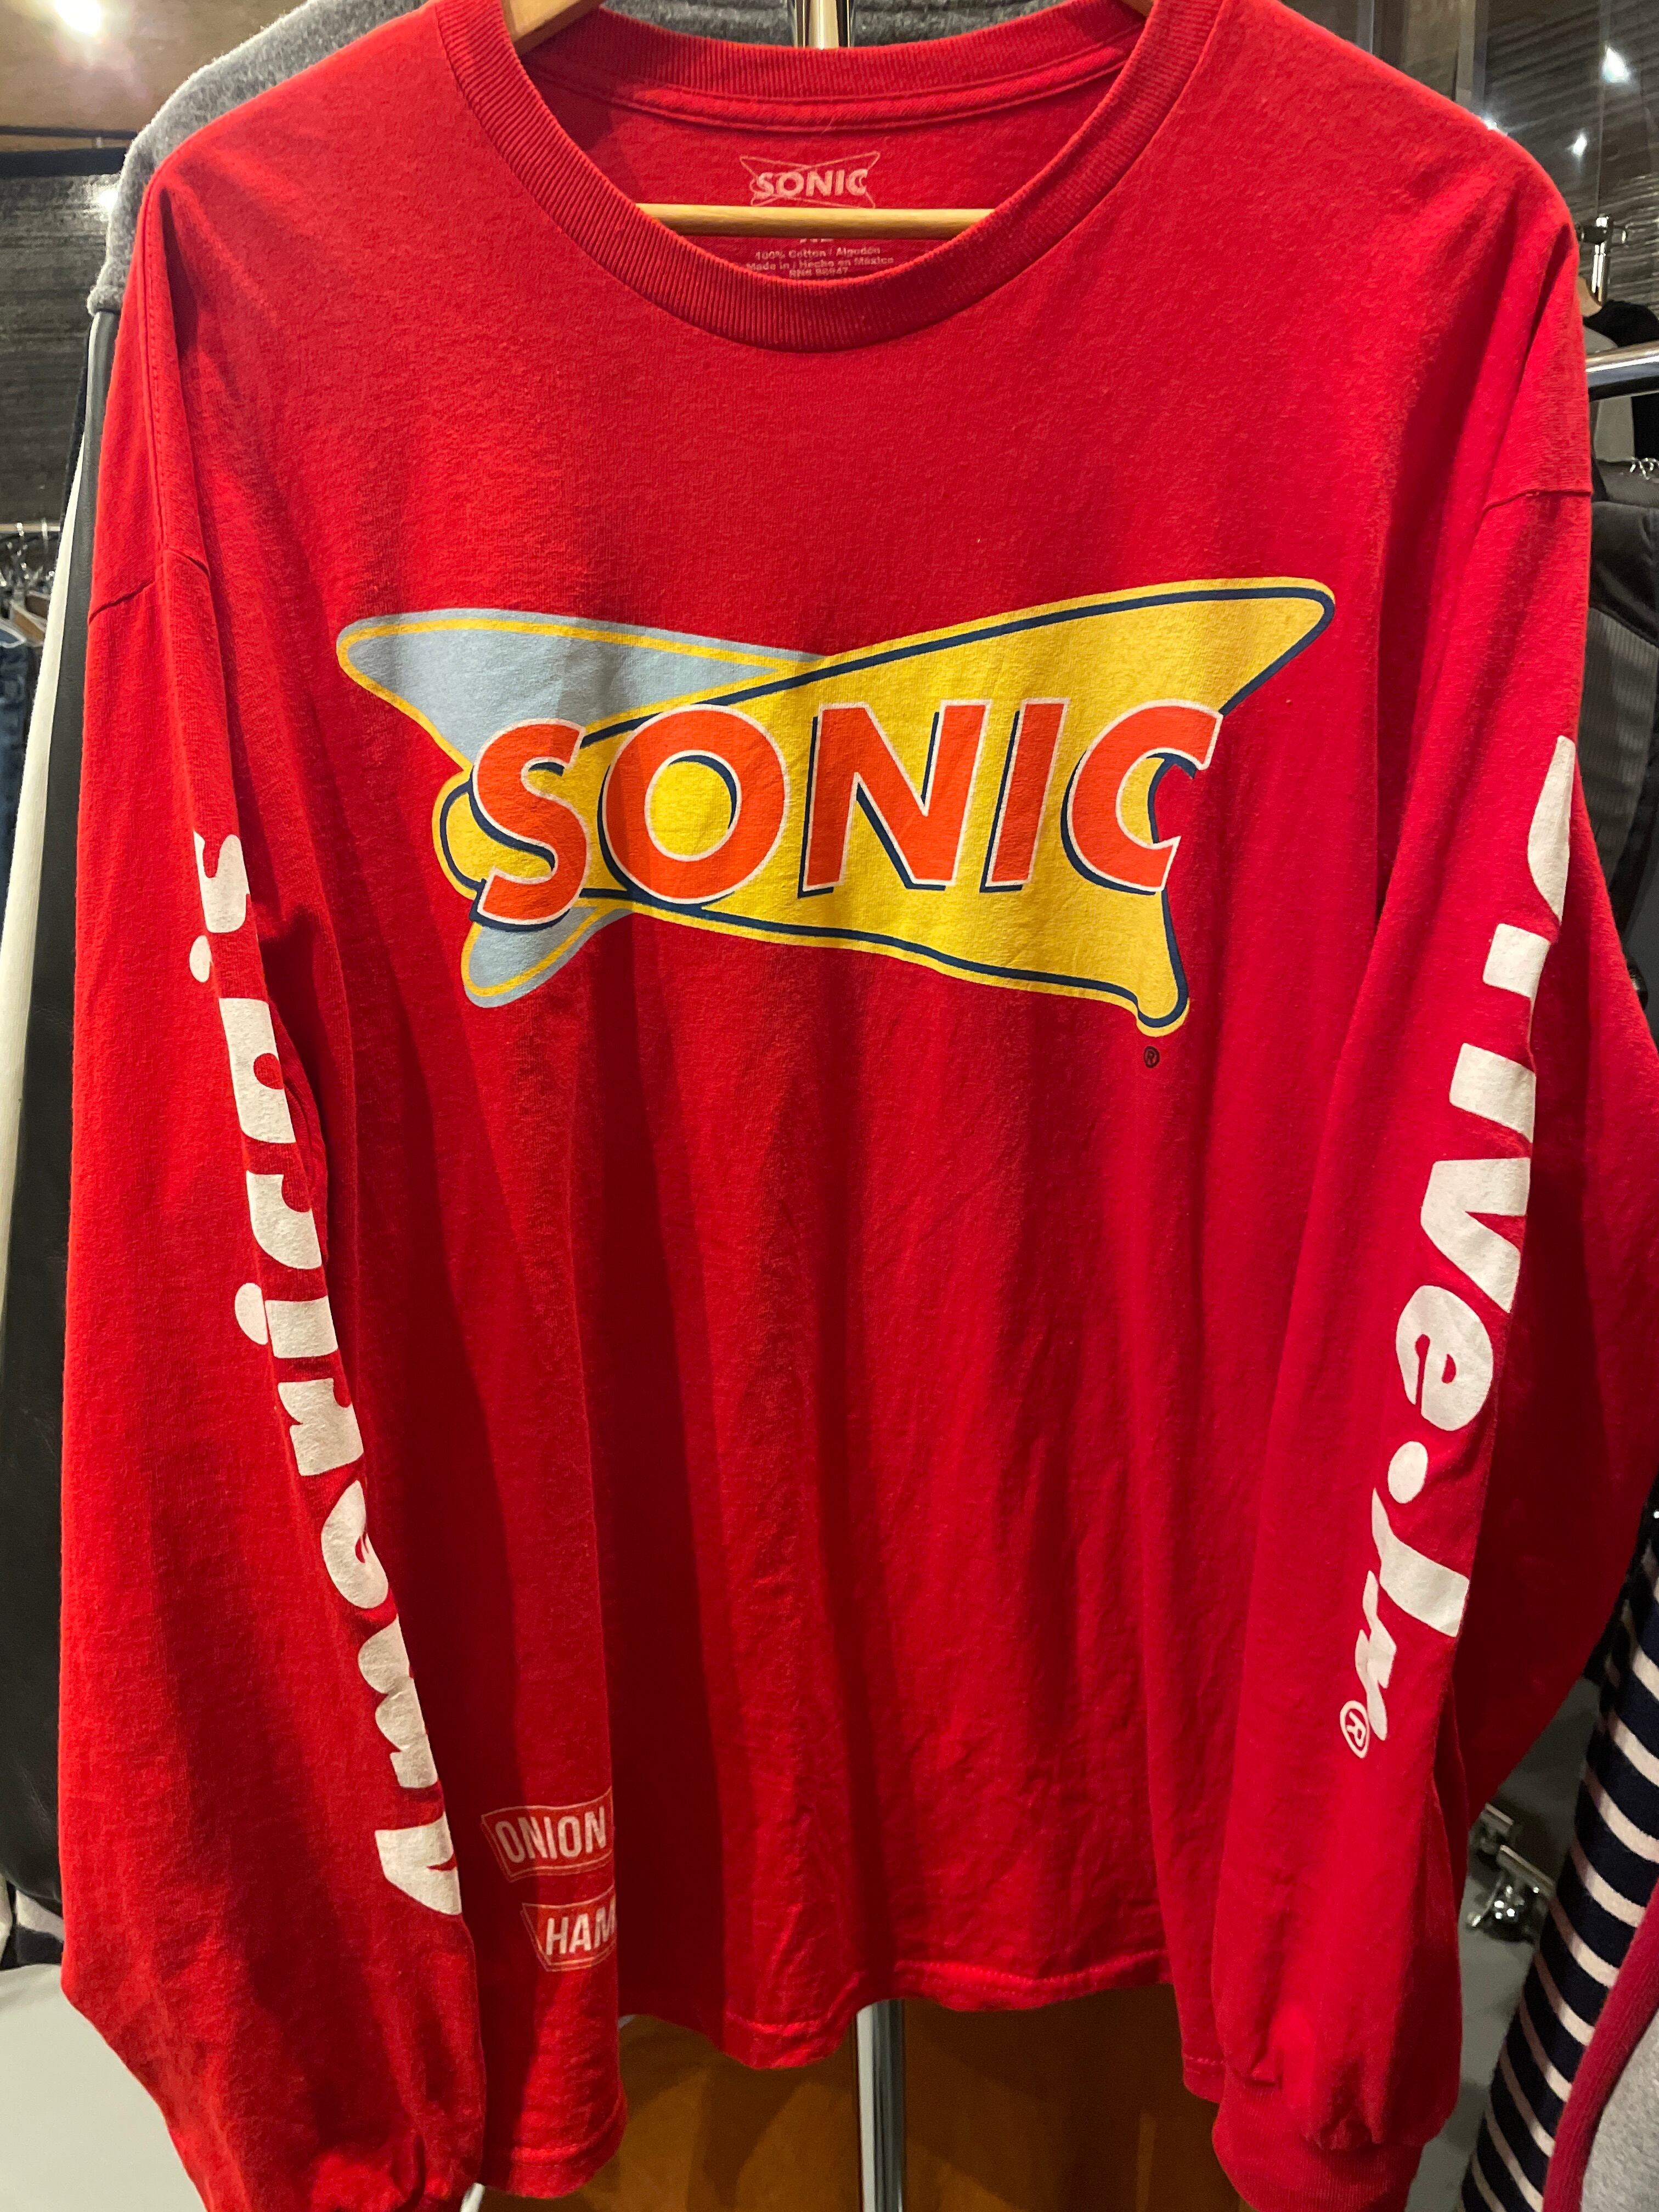 SONIC
100% Cotton / Algodón
Made in / Hecho en México
SONIC
®
America's
Drive-In®
ONION
HAM